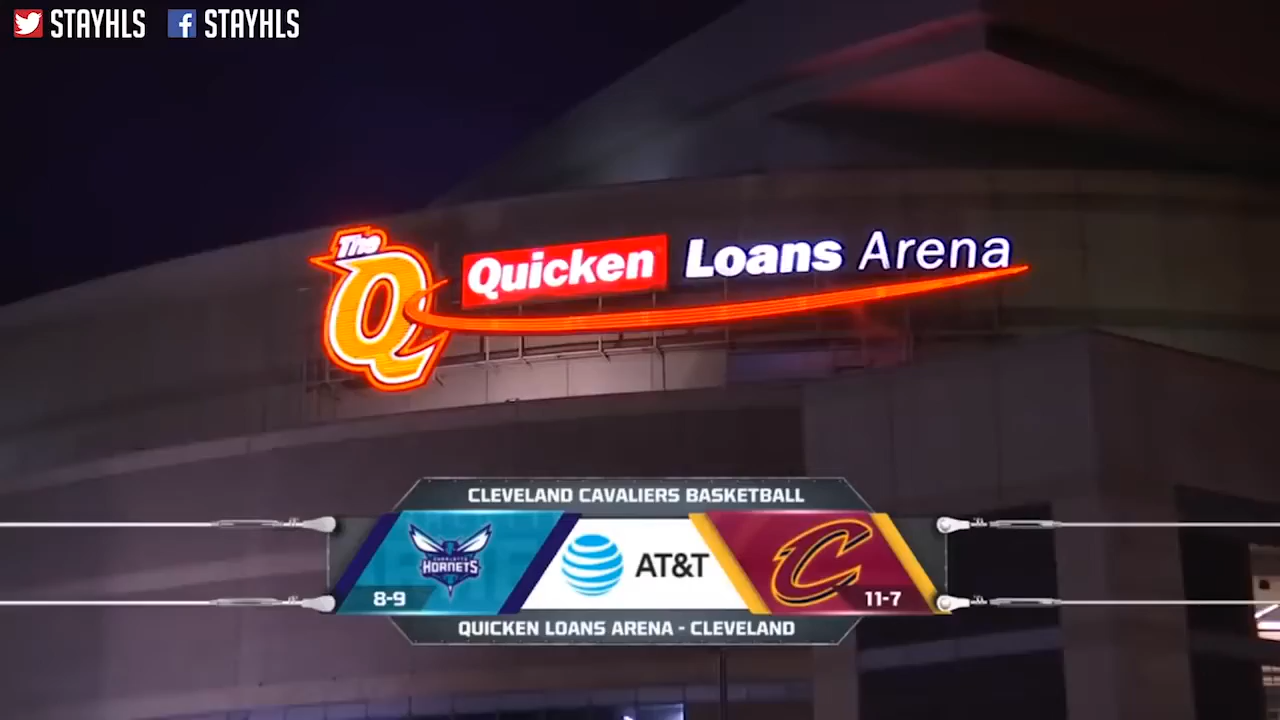 STAYHLS STAYHLS
The
Q
Quicken Loans Arena
CLEVELAND CAVALIERS BASKETBALL
CHARLOTTE
HORNETS
AT&T
C
8-9
11-7
QUICKEN LOANS ARENA - CLEVELAND